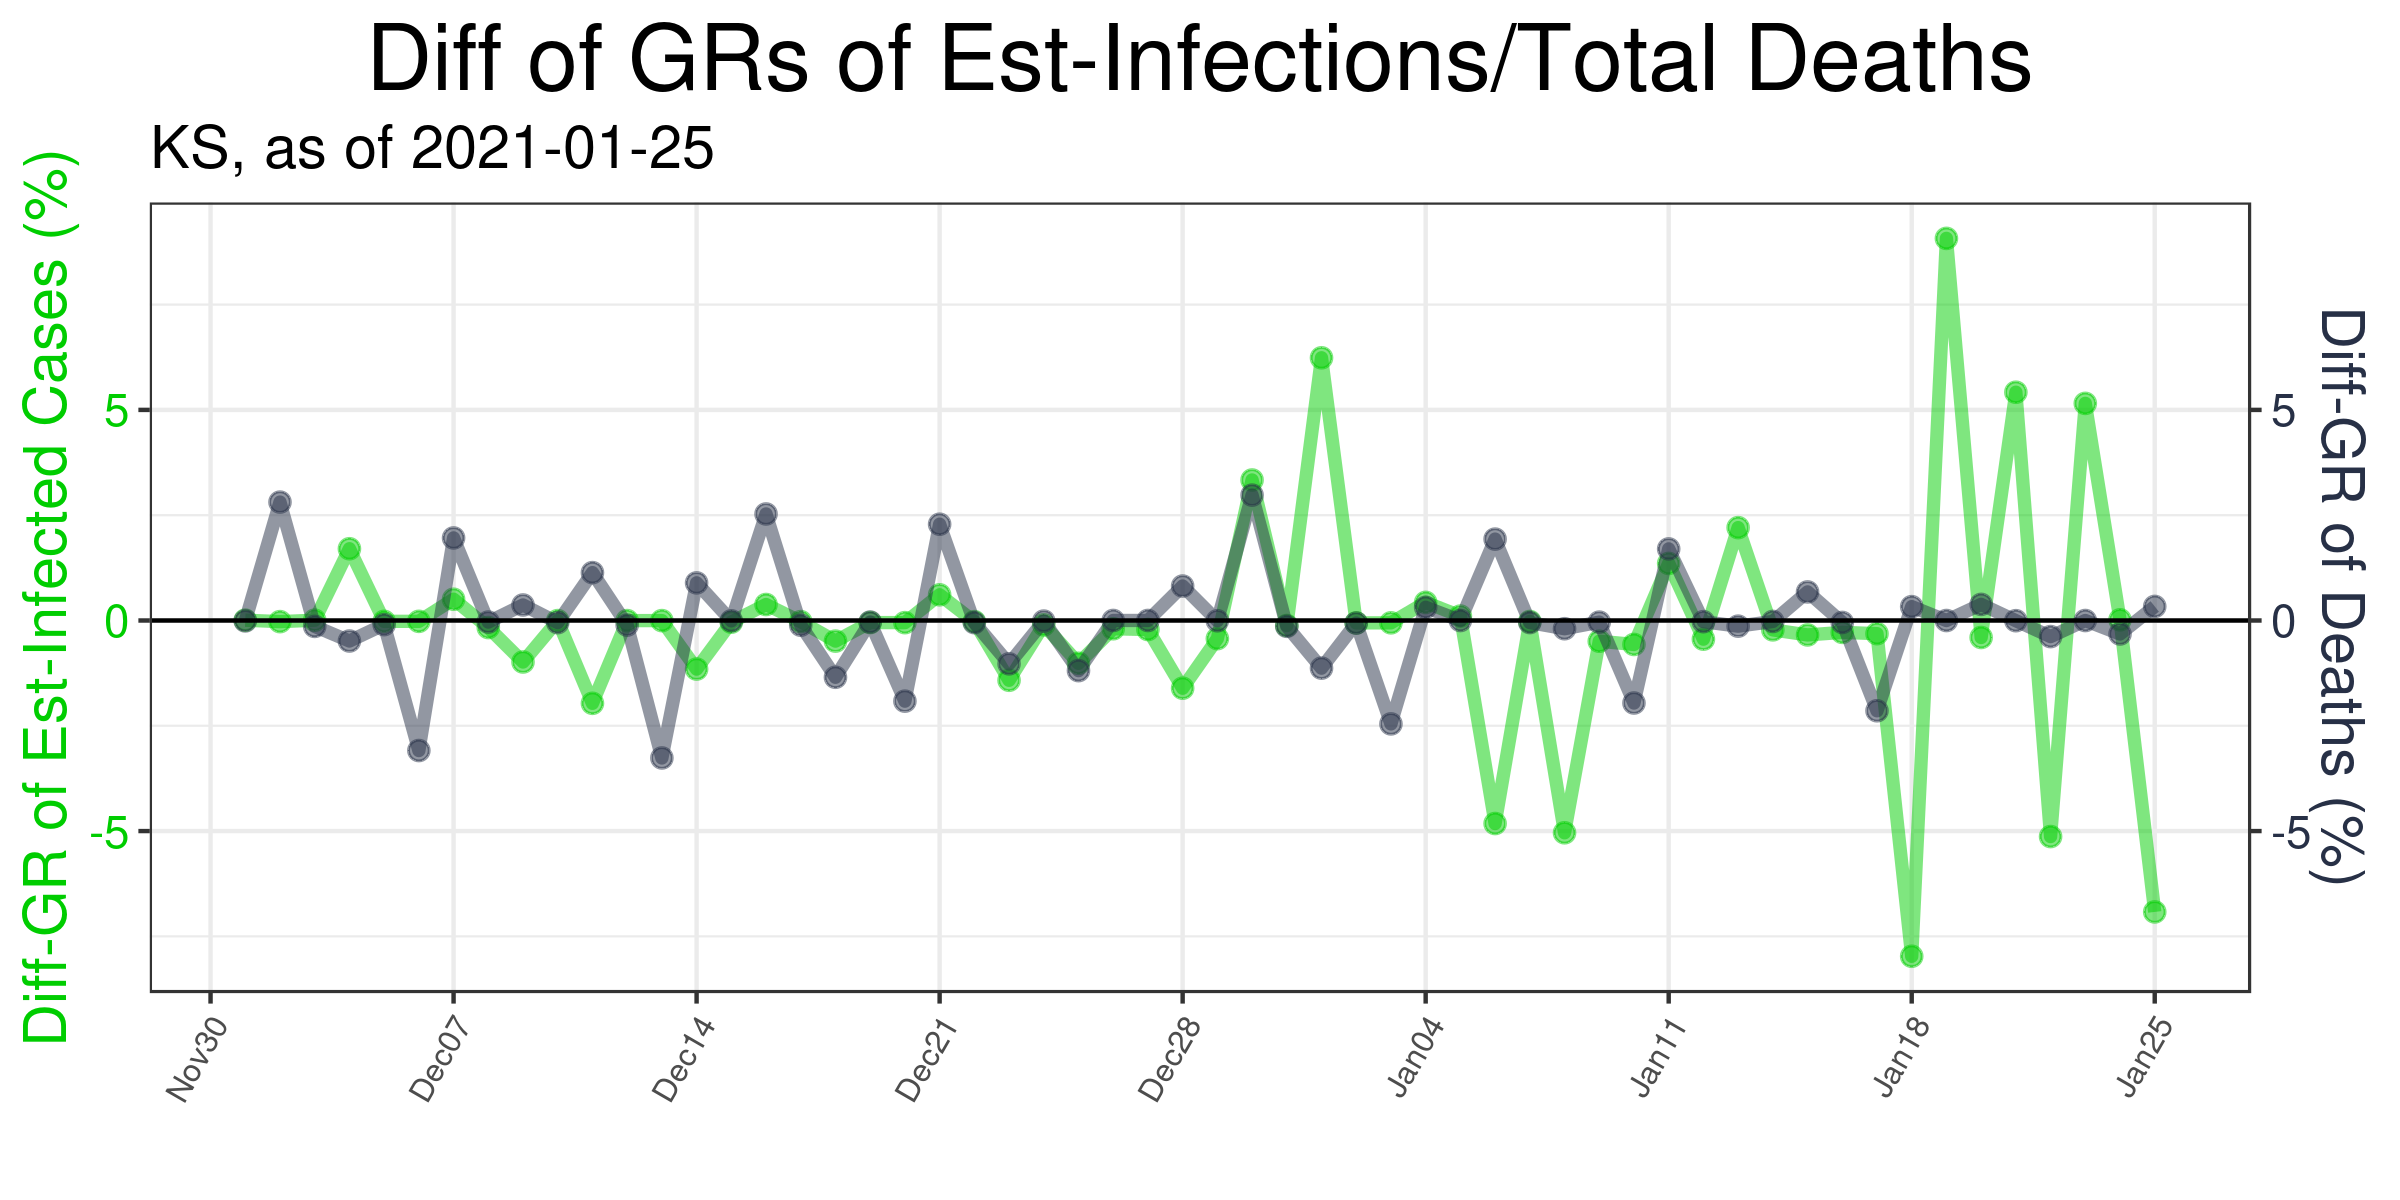 Diff of GRs of Est-Infections/Total Deaths
KS, as of 2021-01-25
Diff-GR of Est-Infected Cases (%)
5
0
-5
5
0
-5
Diff-GR of Deaths (%)
Nov30
Dec07
Dec14
Dec21
Dec28
Jan04
Jan11
Jan18
Jan25